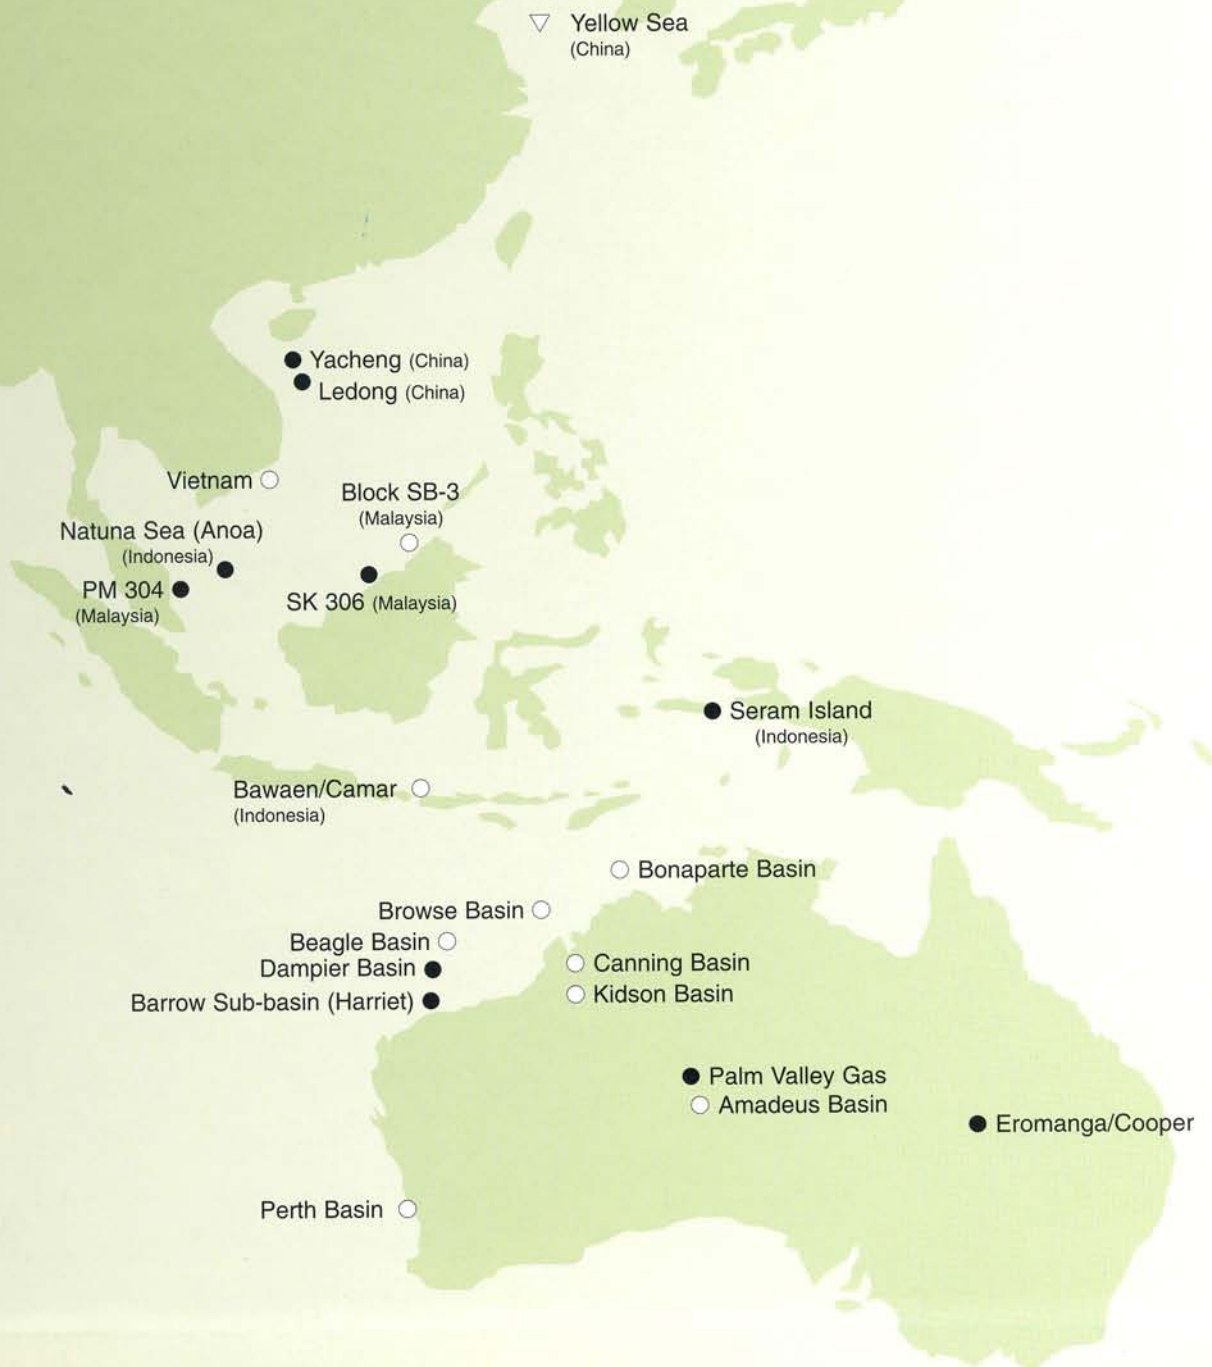 Yellow Sea
(China)
Yacheng (China)
Ledong (China)
Vietnam
Block SB-3
(Malaysia)
Natuna Sea (Anoa)
(Indonesia)
PM 304
(Malaysia)
SK 306 (Malaysia)
Seram Island
(Indonesia)
Bawaen/Camar
(Indonesia)
Bonaparte Basin
Browse Basin
Beagle Basin
Dampier Basin
Canning Basin
Barrow Sub-basin (Harriet)
Kidson Basin
Palm Valley Gas
Amadeus Basin
Eromanga/Cooper
Perth Basin